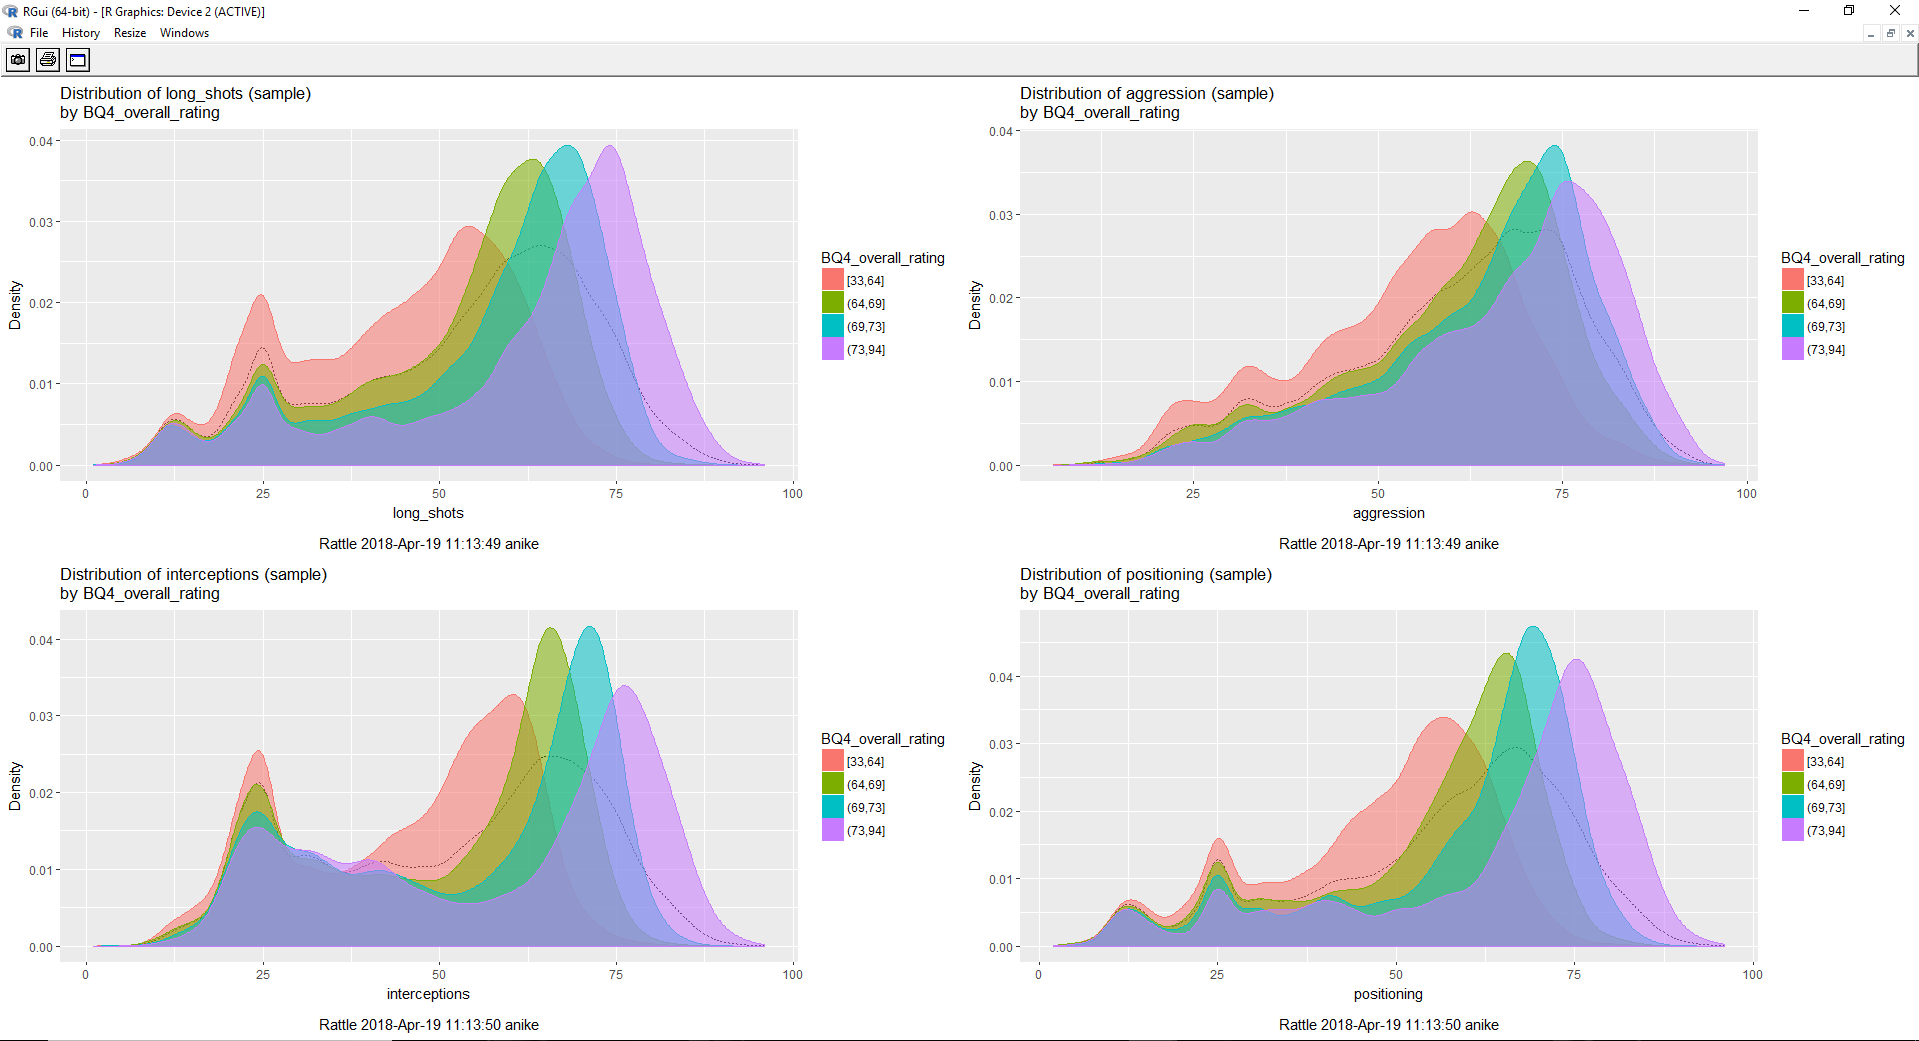 RGui (64-bit) - [R Graphics: Device 2 (ACTIVE)]
File History Resize Windows
Distribution of long_shots (sample)
by BQ4_overall_rating
0.04
0.03
0.02
0.01
0.00
Density
0 25 50 75 100
long_shots
BQ4_overall_rating
[33,64]
(64,69]
(69,73]
(73,94]
Rattle 2018-Apr-19 11:13:49 anike
Distribution of aggression (sample)
by BQ4_overall_rating
0.04
0.03
0.02
0.01
0.00
Density
25 50 75 100
aggression
BQ4_overall_rating
[33,64]
(64,69]
(69,73]
(73,94]
Rattle 2018-Apr-19 11:13:49 anike
Distribution of interceptions (sample)
by BQ4_overall_rating
0.04
0.03
0.02
0.01
0.00
Density
0 25 50 75 100
interceptions
BQ4_overall_rating
[33,64]
(64,69]
(69,73]
(73,94]
Rattle 2018-Apr-19 11:13:50 anike
Distribution of positioning (sample)
by BQ4_overall_rating
0.04
0.03
0.02
0.01
0.00
Density
0 25 50 75 100
positioning
BQ4_overall_rating
[33,64]
(64,69]
(69,73]
(73,94]
Rattle 2018-Apr-19 11:13:50 anike